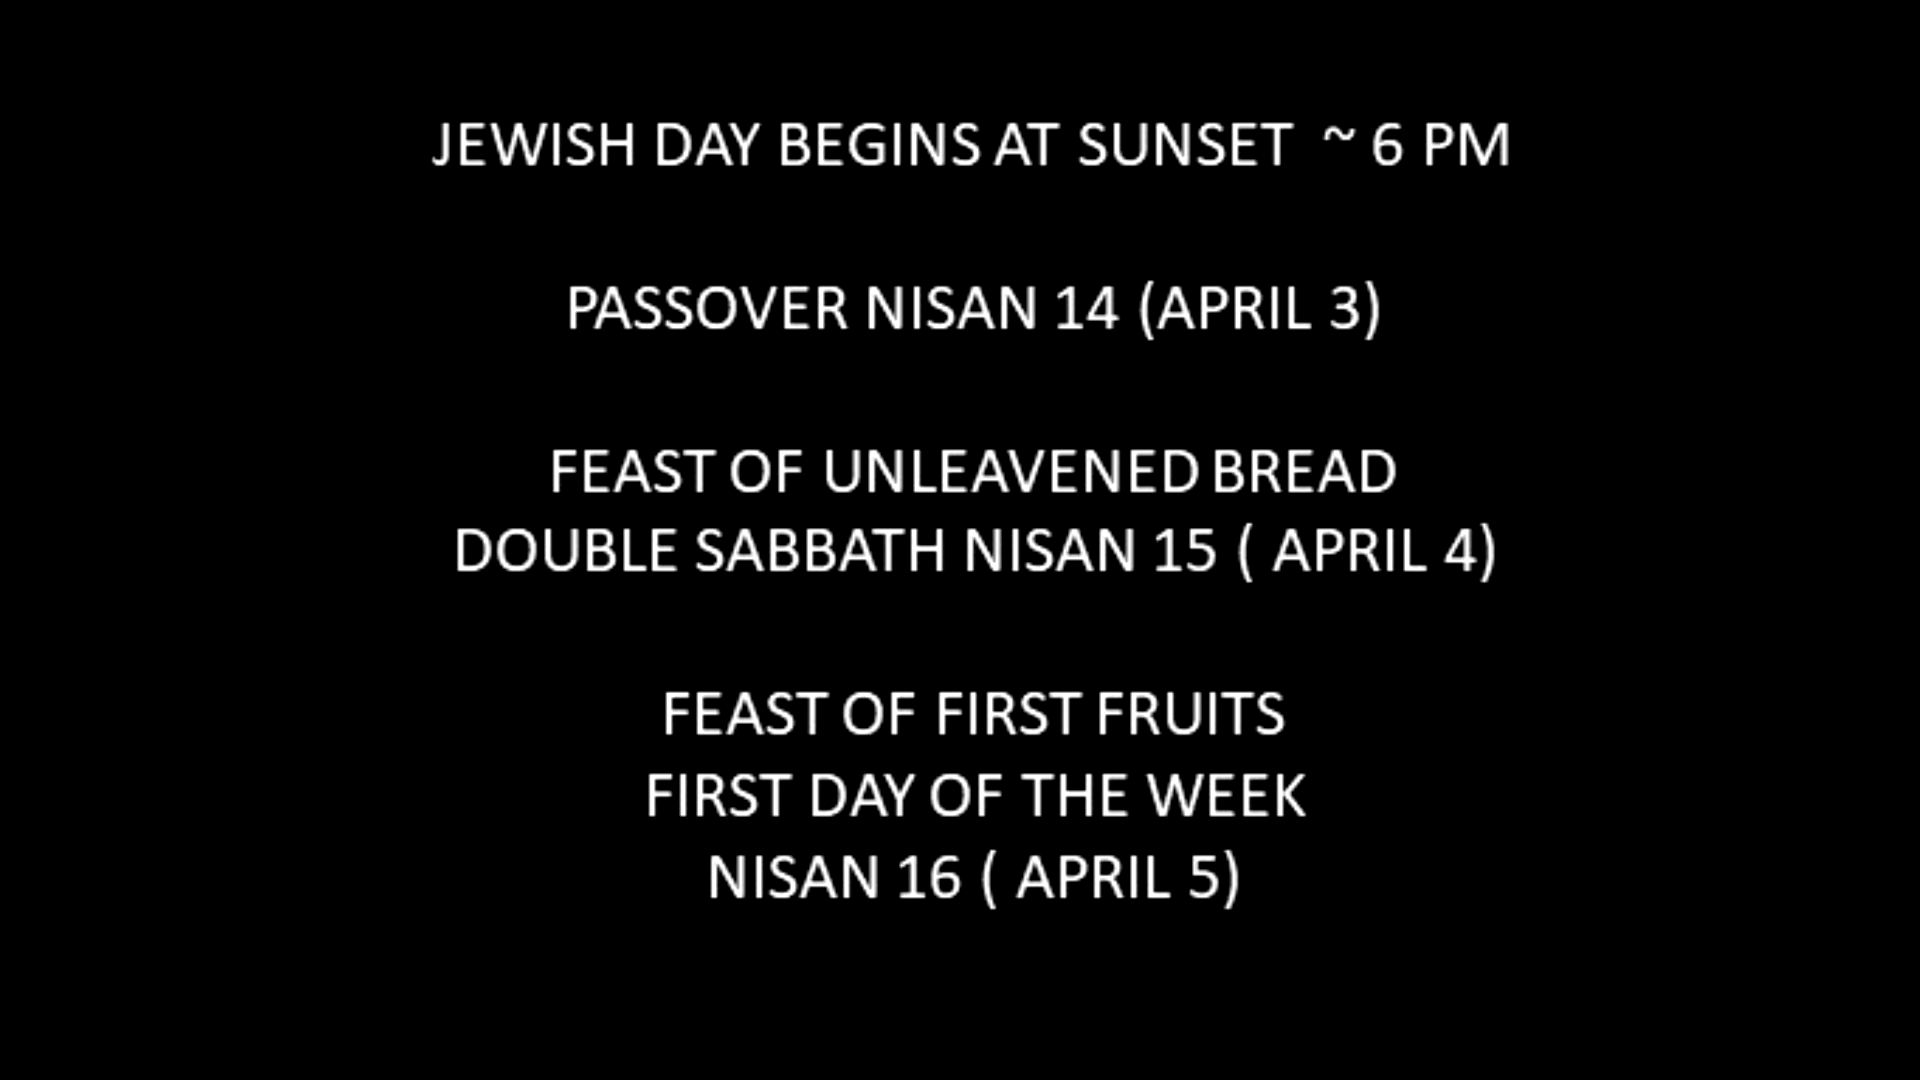 JEWISH DAY BEGINS AT SUNSET ~ 6 PM
PASSOVER NISAN 14 (APRIL 3)
FEAST OF UNLEAVENED BREAD
DOUBLE SABBATH NISAN 15 ( APRIL 4)
FEAST OF FIRST FRUITS
FIRST DAY OF THE WEEK
NISAN 16 ( APRIL 5)